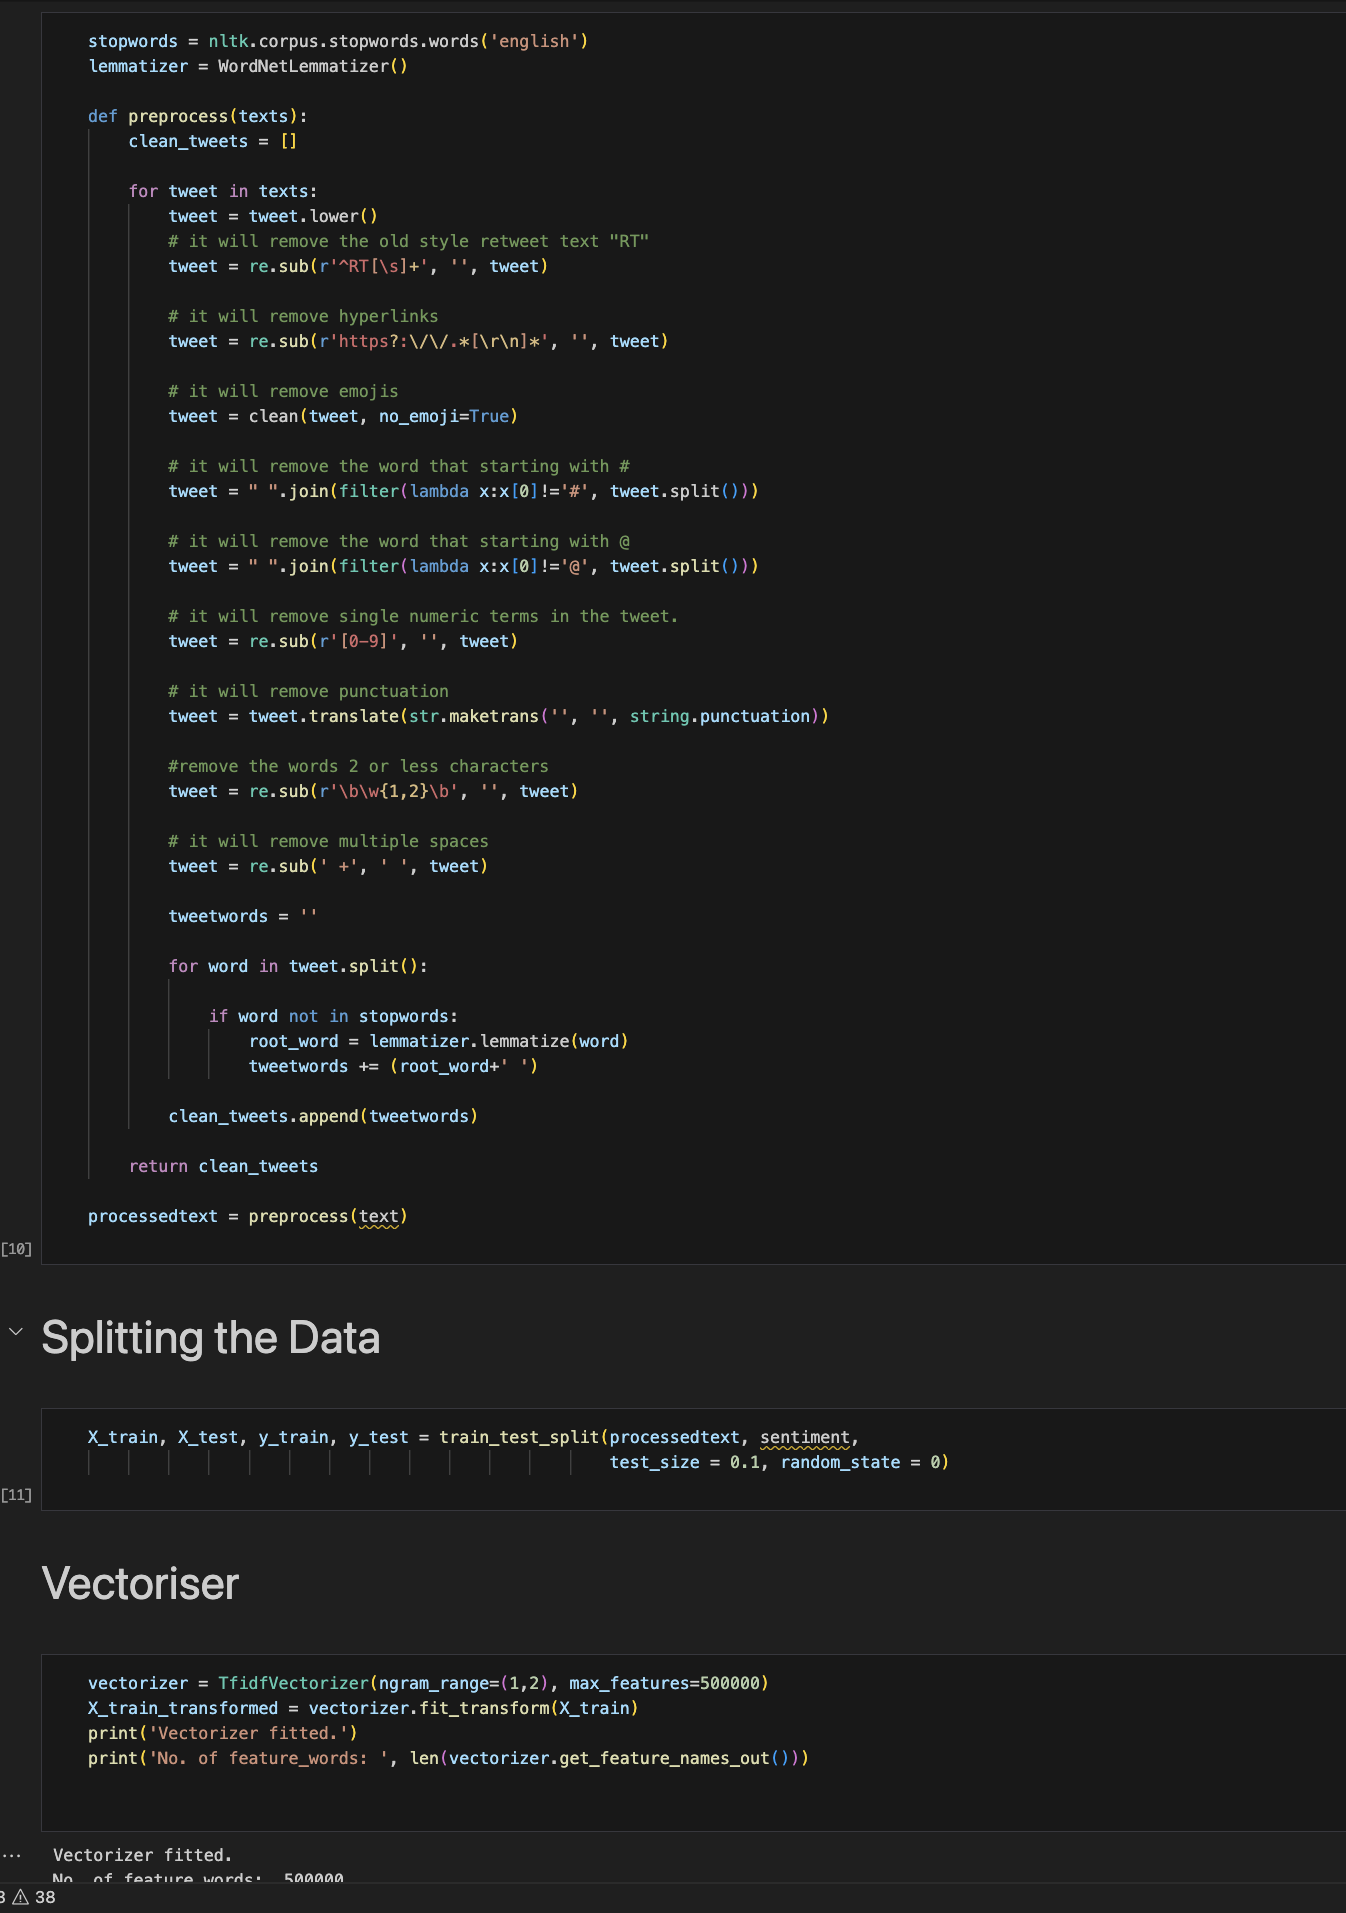 stopwords = nltk.corpus.stopwords.words('english')
lemmatizer = WordNetLemmatizer()
def preprocess(texts):
clean_tweets = []
for tweet in texts:
tweet = tweet.lower()
# it will remove the old style retweet text "RT"
tweet = re.sub(r'^RT[\s]+', '', tweet)
# it will remove hyperlinks
tweet = re.sub(r'https?:\/\/.*[\r\n]*', '', tweet)
# it will remove emojis
tweet = clean(tweet, no_emoji=True)
# it will remove the word that starting with #
tweet = " ".join(filter(lambda x:x[0]!='#', tweet.split()))
# it will remove the word that starting with @
tweet = " ".join(filter(lambda x:x[0]!='@', tweet.split()))
# it will remove single numeric terms in the tweet.
tweet = re.sub(r'[0-9]', '', tweet)
# it will remove punctuation
tweet = tweet.translate(str.maketrans('', '', string.punctuation))
#remove the words 2 or less characters
tweet = re.sub(r'\b\w{1,2}\b', '', tweet)
# it will remove multiple spaces
tweet = re.sub(' +', ' ', tweet)
tweetwords = ''
for word in tweet.split():
if word not in stopwords:
root_word = lemmatizer.lemmatize(word)
tweetwords += (root_word+' ')
clean_tweets.append(tweetwords)
return clean_tweets
processedtext = preprocess(text)
[10]
Splitting the Data
X_train, X_test, y_train, y_test = train_test_split(processedtext, sentiment,
test_size = 0.1, random_state = 0)
[11]
Vectoriser
vectorizer = TfidfVectorizer(ngram_range=(1,2), max_features=500000)
X_train_transformed = vectorizer.fit_transform(X_train)
print('Vectorizer fitted.')
print('No. of feature_words: ', len(vectorizer.get_feature_names_out()))
... Vectorizer fitted.
No. of feature_words: 500000
3 38